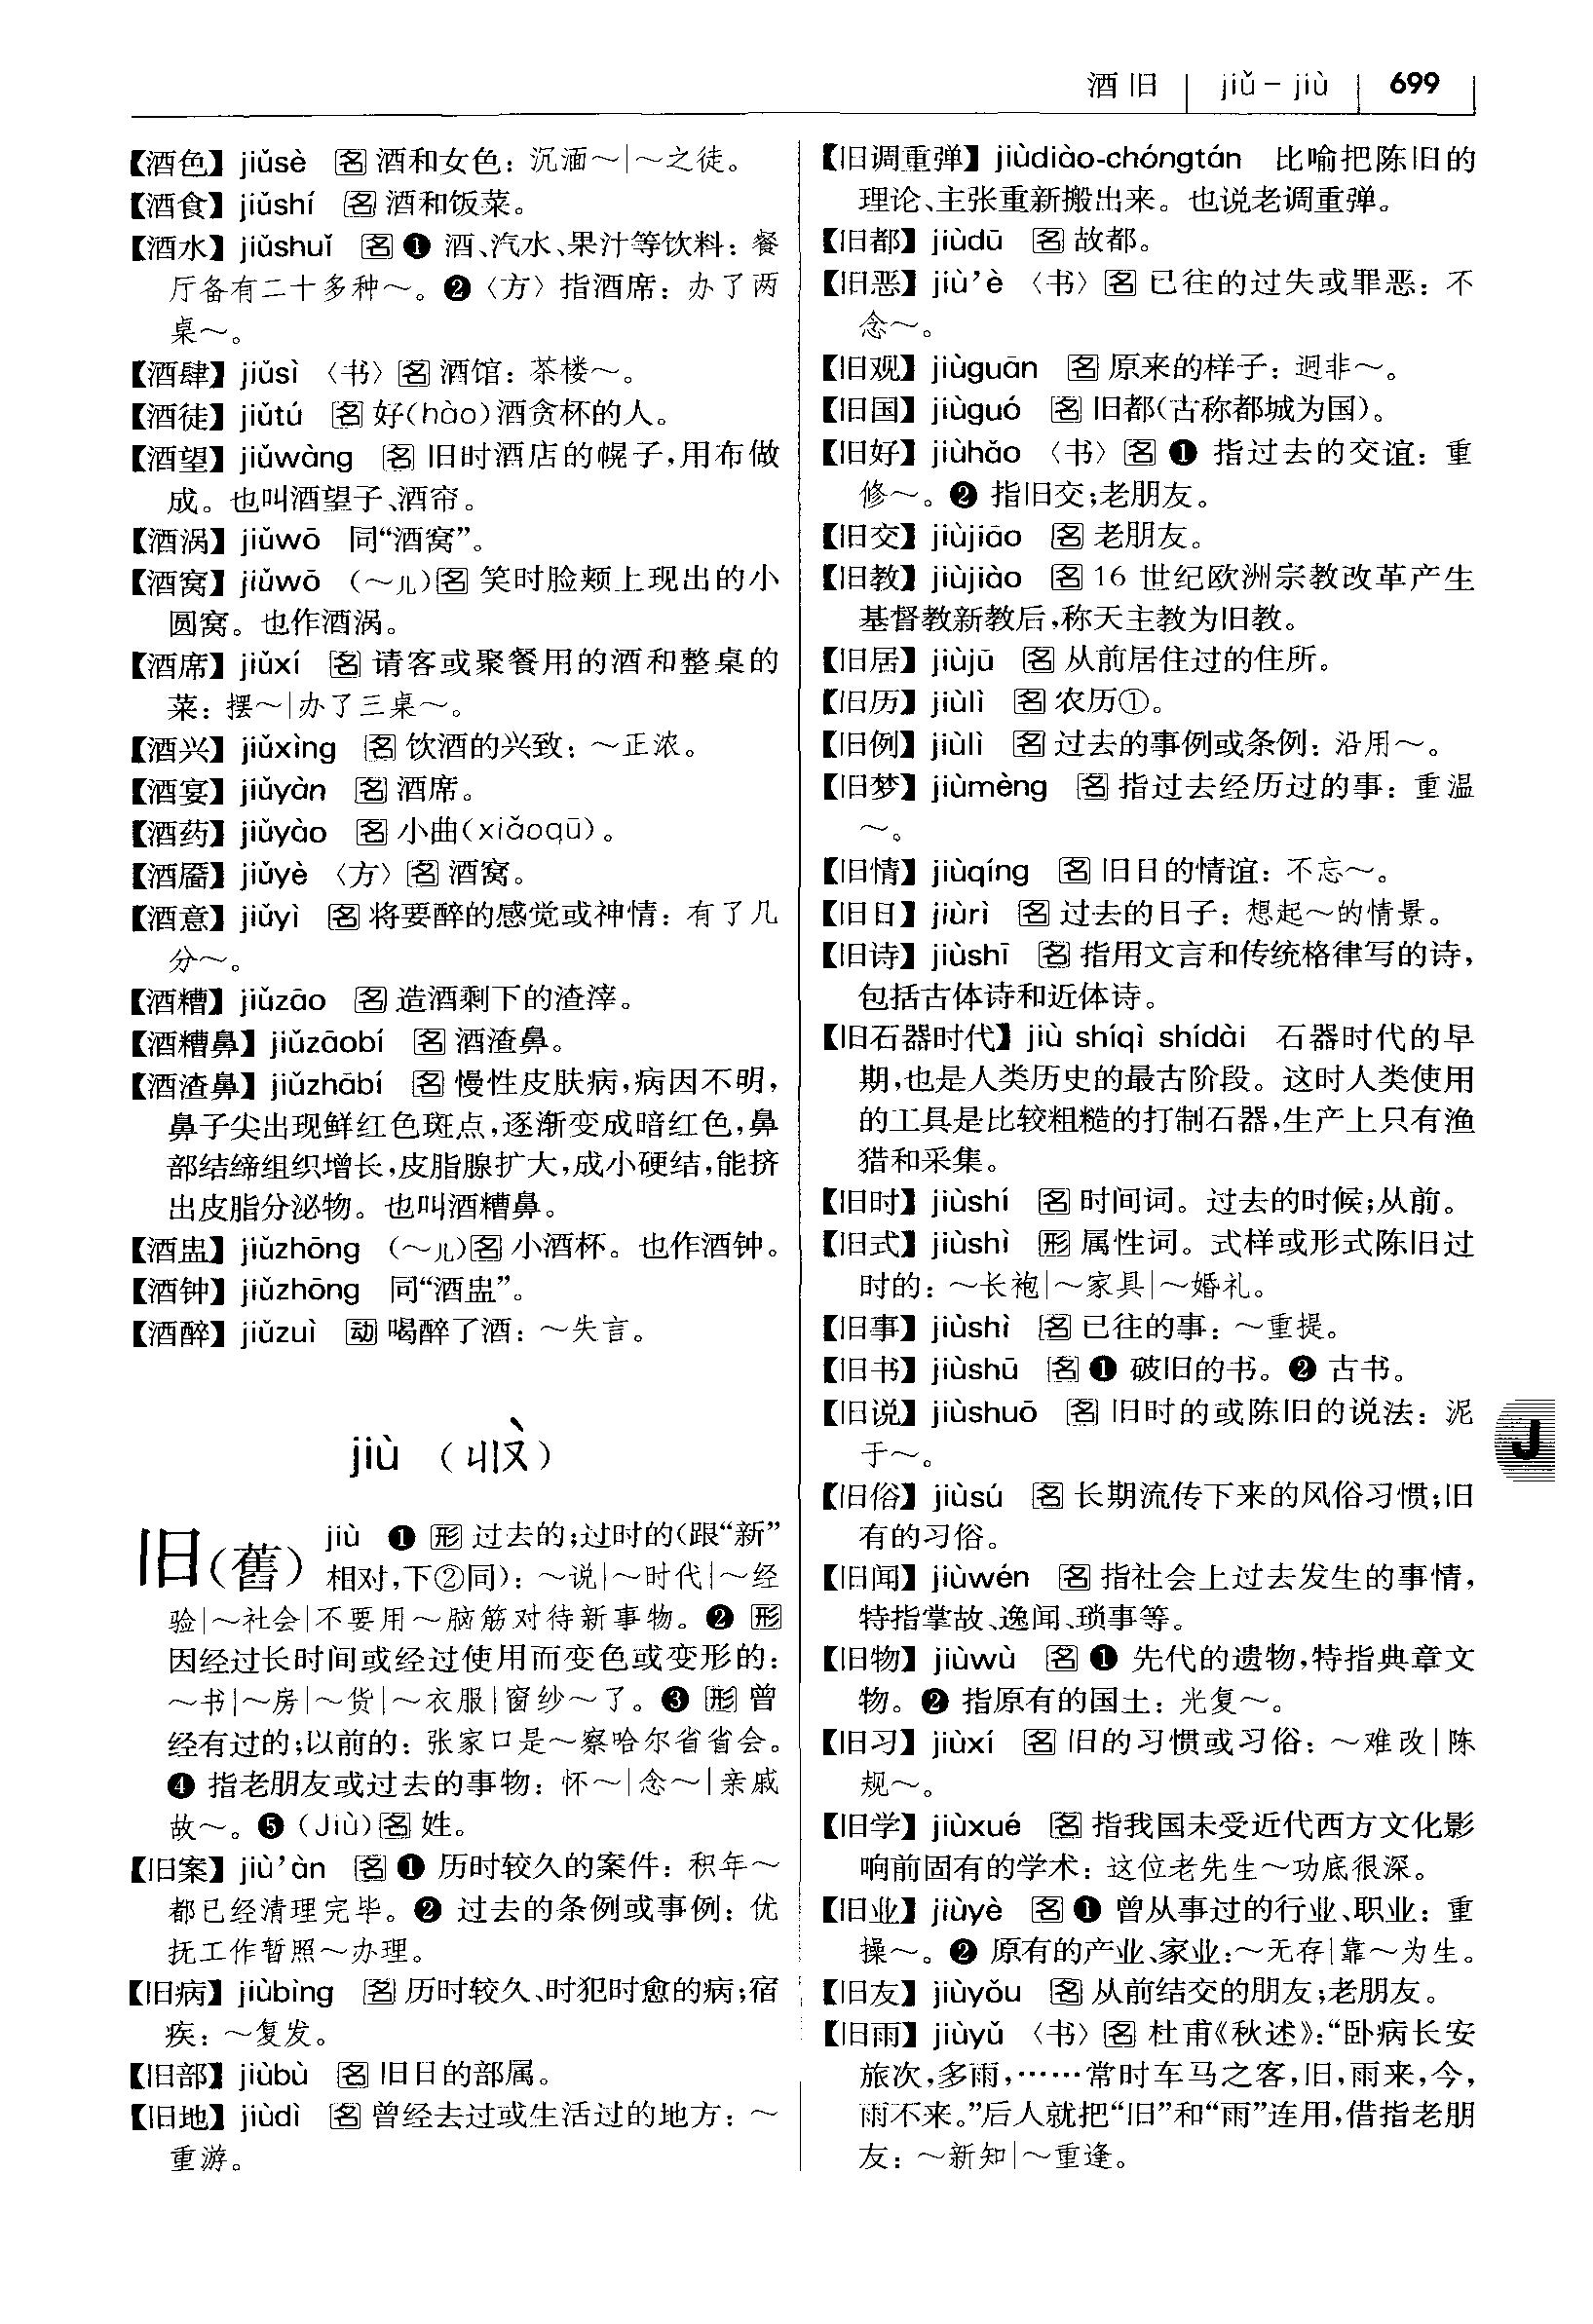 酒旧 | jiǔ – jiù | 699
【酒色】 jiǔsè 名 酒和女色：沉湎～|～之徒。
【酒食】 jiǔshí 名 酒和饭菜。
【酒水】 jiǔshuǐ 名 ❶ 酒、汽水、果汁等饮料：餐
厅备有二十多种～。❷〈方〉指酒席：办了两
桌～。
【酒肆】 jiǔsì 〈书〉名 酒馆：茶楼～。
【酒徒】 jiǔtú 名 好(hào)酒贪杯的人。
【酒望】 jiǔwàng 名 旧时酒店的幌子，用布做
成。也叫酒望子、酒帘。
【酒涡】 jiǔwō 同“酒窝”。
【酒窝】 jiǔwō （～儿）名 笑时脸颊上现出的小
圆窝。也作酒涡。
【酒席】 jiǔxí 名 请客或聚餐用的酒和整桌的
菜：摆～|办了三桌～。
【酒兴】 jiǔxìng 名 饮酒的兴致：～正浓。
【酒宴】 jiǔyàn 名 酒席。
【酒药】 jiǔyào 名 小曲(xiǎoqū)。
【酒靥】 jiǔyè 〈方〉名 酒窝。
【酒意】 jiǔyì 名 将要醉的感觉或神情：有了几
分～。
【酒糟】 jiǔzāo 名 造酒剩下的渣滓。
【酒糟鼻】 jiǔzāobí 名 酒渣鼻。
【酒渣鼻】 jiǔzhābí 名 慢性皮肤病，病因不明，
鼻子尖出现鲜红色斑点，逐渐变成暗红色，鼻
部结缔组织增长，皮脂腺扩大，成小硬结，能挤
出皮脂分泌物。也叫酒糟鼻。
【酒盅】 jiǔzhōng （～儿）名 小酒杯。也作酒钟。
【酒钟】 jiǔzhōng 同“酒盅”。
【酒醉】 jiǔzuì 动 喝醉了酒：～失言。
jiù （ㄐㄧㄡˋ）
旧（舊） jiù ❶ 形 过去的；过时的（跟“新”
相对，下②同）：～说|～时代|～经
验|～社会|不要用～脑筋对待新事物。❷ 形
因经过长时间或经过使用而变色或变形的：
～书|～房|～货|～衣服|窗纱～了。❸ 形 曾
经有过的；以前的：张家口是～察哈尔省省会。
❹ 指老朋友或过去的事物：怀～|念～|亲戚
故～。❺（Jiù）名 姓。
【旧案】 jiù’àn 名 ❶ 历时较久的案件：积年～
都已经清理完毕。❷ 过去的条例或事例：优
抚工作暂照～办理。
【旧病】 jiùbìng 名 历时较久、时犯时愈的病；宿
疾：～复发。
【旧部】 jiùbù 名 旧日的部属。
【旧地】 jiùdì 名 曾经去过或生活过的地方：～
重游。
【旧调重弹】 jiùdiào-chóngtán 比喻把陈旧的
理论、主张重新搬出来。也说老调重弹。
【旧都】 jiùdū 名 故都。
【旧恶】 jiù’è 〈书〉名 已往的过失或罪恶：不
念～。
【旧观】 jiùguān 名 原来的样子：迥非～。
【旧国】 jiùguó 名 旧都（古称都城为国）。
【旧好】 jiùhǎo 〈书〉名 ❶ 指过去的交谊：重
修～。❷ 指旧交；老朋友。
【旧交】 jiùjiāo 名 老朋友。
【旧教】 jiùjiào 名 16 世纪欧洲宗教改革产生
基督教新教后，称天主教为旧教。
【旧居】 jiùjū 名 从前居住过的住所。
【旧历】 jiùlì 名 农历①。
【旧例】 jiùlì 名 过去的事例或条例：沿用～。
【旧梦】 jiùmèng 名 指过去经历过的事：重温
～。
【旧情】 jiùqíng 名 旧日的情谊：不忘～。
【旧日】 jiùrì 名 过去的日子：想起～的情景。
【旧诗】 jiùshī 名 指用文言和传统格律写的诗，
包括古体诗和近体诗。
【旧石器时代】 jiù shíqì shídài 石器时代的早
期，也是人类历史的最古阶段。这时人类使用
的工具是比较粗糙的打制石器，生产上只有渔
猎和采集。
【旧时】 jiùshí 名 时间词。过去的时候；从前。
【旧式】 jiùshì 形 属性词。式样或形式陈旧过
时的：～长袍|～家具|～婚礼。
【旧事】 jiùshì 名 已往的事：～重提。
【旧书】 jiùshū 名 ❶ 破旧的书。❷ 古书。
【旧说】 jiùshuō 名 旧时的或陈旧的说法：泥
于～。
J
【旧俗】 jiùsú 名 长期流传下来的风俗习惯；旧
有的习俗。
【旧闻】 jiùwén 名 指社会上过去发生的事情，
特指掌故、逸闻、琐事等。
【旧物】 jiùwù 名 ❶ 先代的遗物，特指典章文
物。❷ 指原有的国土：光复～。
【旧习】 jiùxí 名 旧的习惯或习俗：～难改|陈
规～。
【旧学】 jiùxué 名 指我国未受近代西方文化影
响前固有的学术：这位老先生～功底很深。
【旧业】 jiùyè 名 ❶ 曾从事过的行业、职业：重
操～。❷ 原有的产业、家业：～无存|靠～为生。
【旧友】 jiùyǒu 名 从前结交的朋友；老朋友。
【旧雨】 jiùyǔ 〈书〉名 杜甫《秋述》：“卧病长安
旅次，多雨，……常时车马之客，旧，雨来，今，
雨不来。”后人就把“旧”和“雨”连用，借指老朋
友：～新知|～重逢。